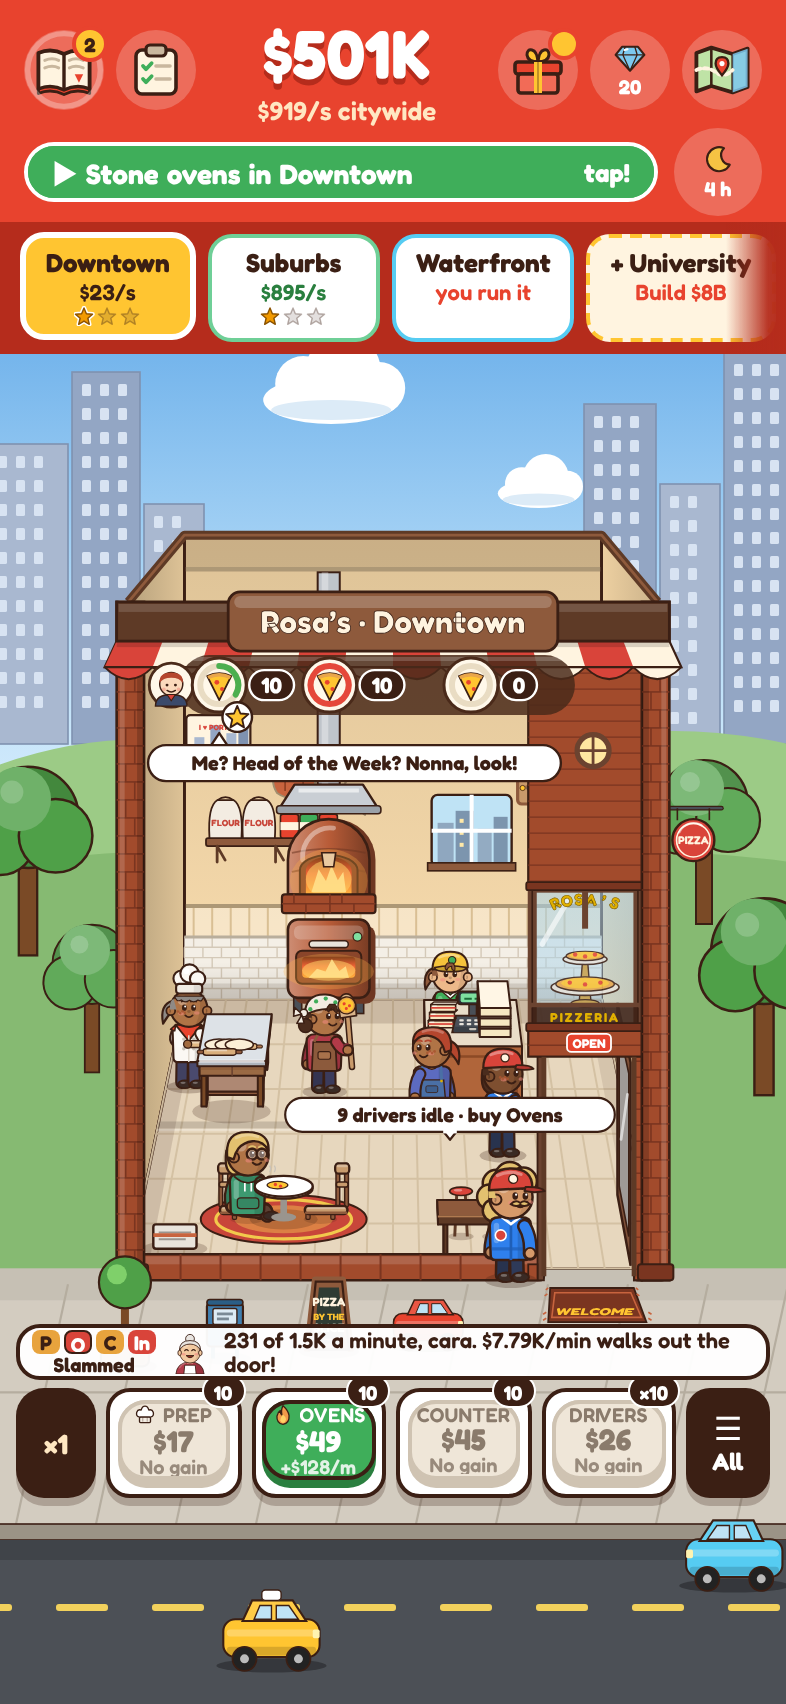 2
$501K
$919/s citywide
20
Stone ovens in Downtown
tap!
4 h
Downtown
$23/s
Suburbs
$895/s
Waterfront
you run it
+ University
Build $8B
Rosa's · Downtown
10
10
0
Me? Head of the Week? Nonna, look!
FLOUR
FLOUR
PIZZA
ROSA'S
PIZZERIA
OPEN
9 drivers idle · buy Ovens
PIZZA
BY THE
WELCOME
P O C In
Slammed
231 of 1.5K a minute, cara. $7.79K/min walks out the
door!
x1
10
PREP
$17
No gain
10
OVENS
$49
+$128/m
10
COUNTER
$45
No gain
x10
DRIVERS
$26
No gain
All